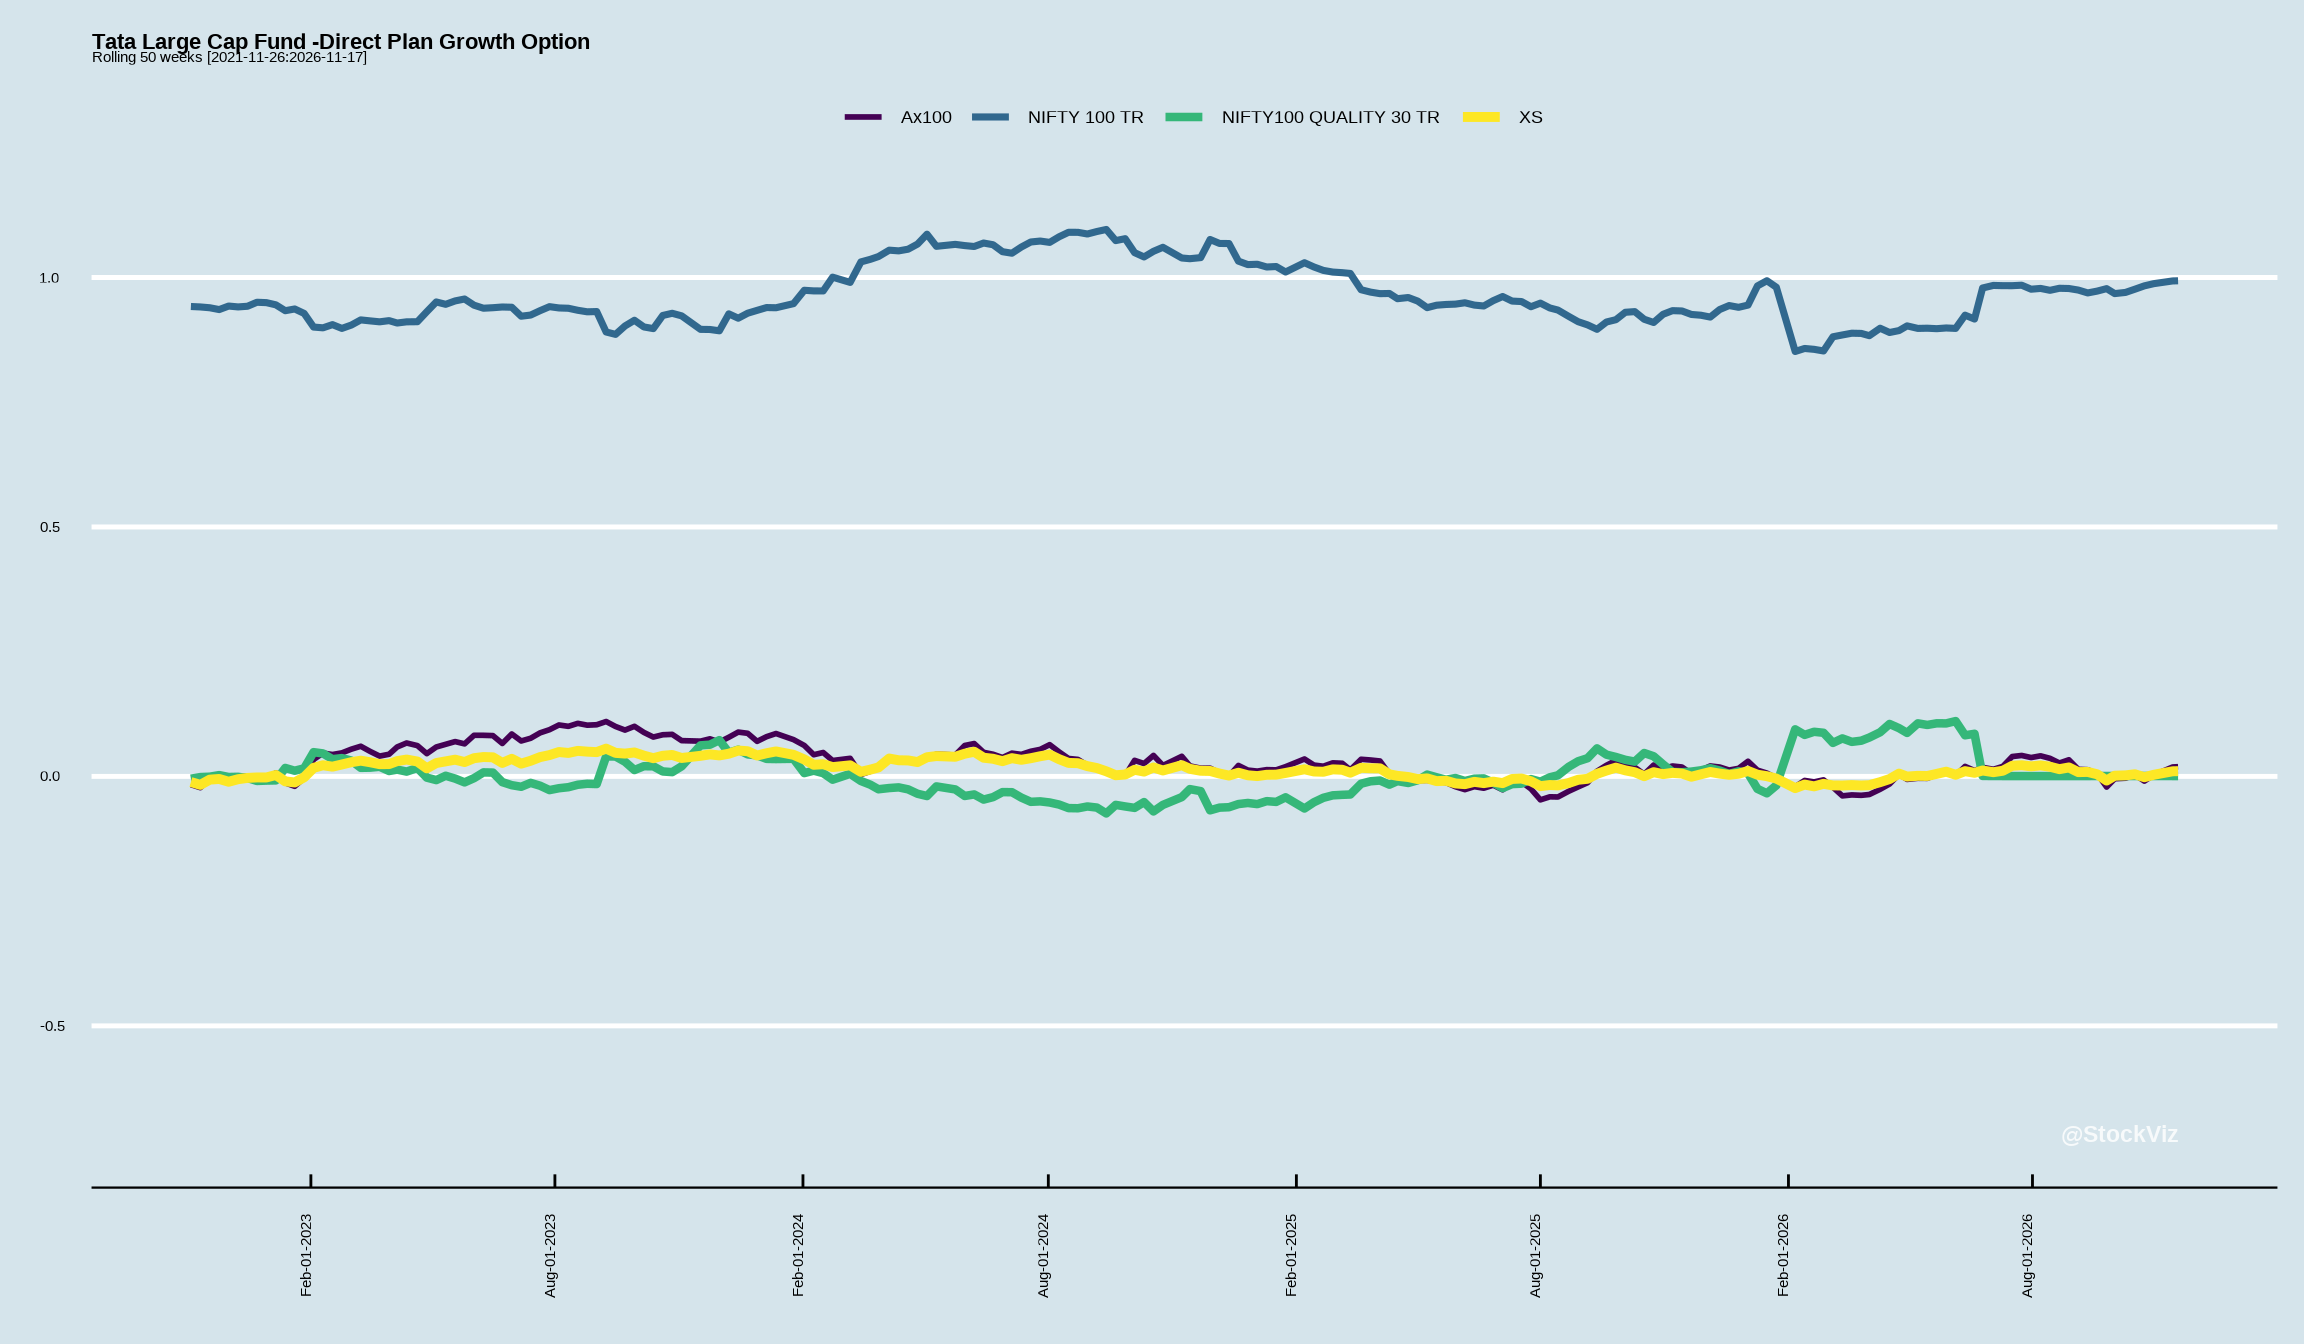 Tata Large Cap Fund -Direct Plan Growth Option
Rolling 50 weeks [2021-11-26:2026-11-17]
Ax100 NIFTY 100 TR NIFTY100 QUALITY 30 TR XS
1.0
0.5
0.0
-0.5
@StockViz
Feb-01-2023 Aug-01-2023 Feb-01-2024 Aug-01-2024 Feb-01-2025 Aug-01-2025 Feb-01-2026 Aug-01-2026